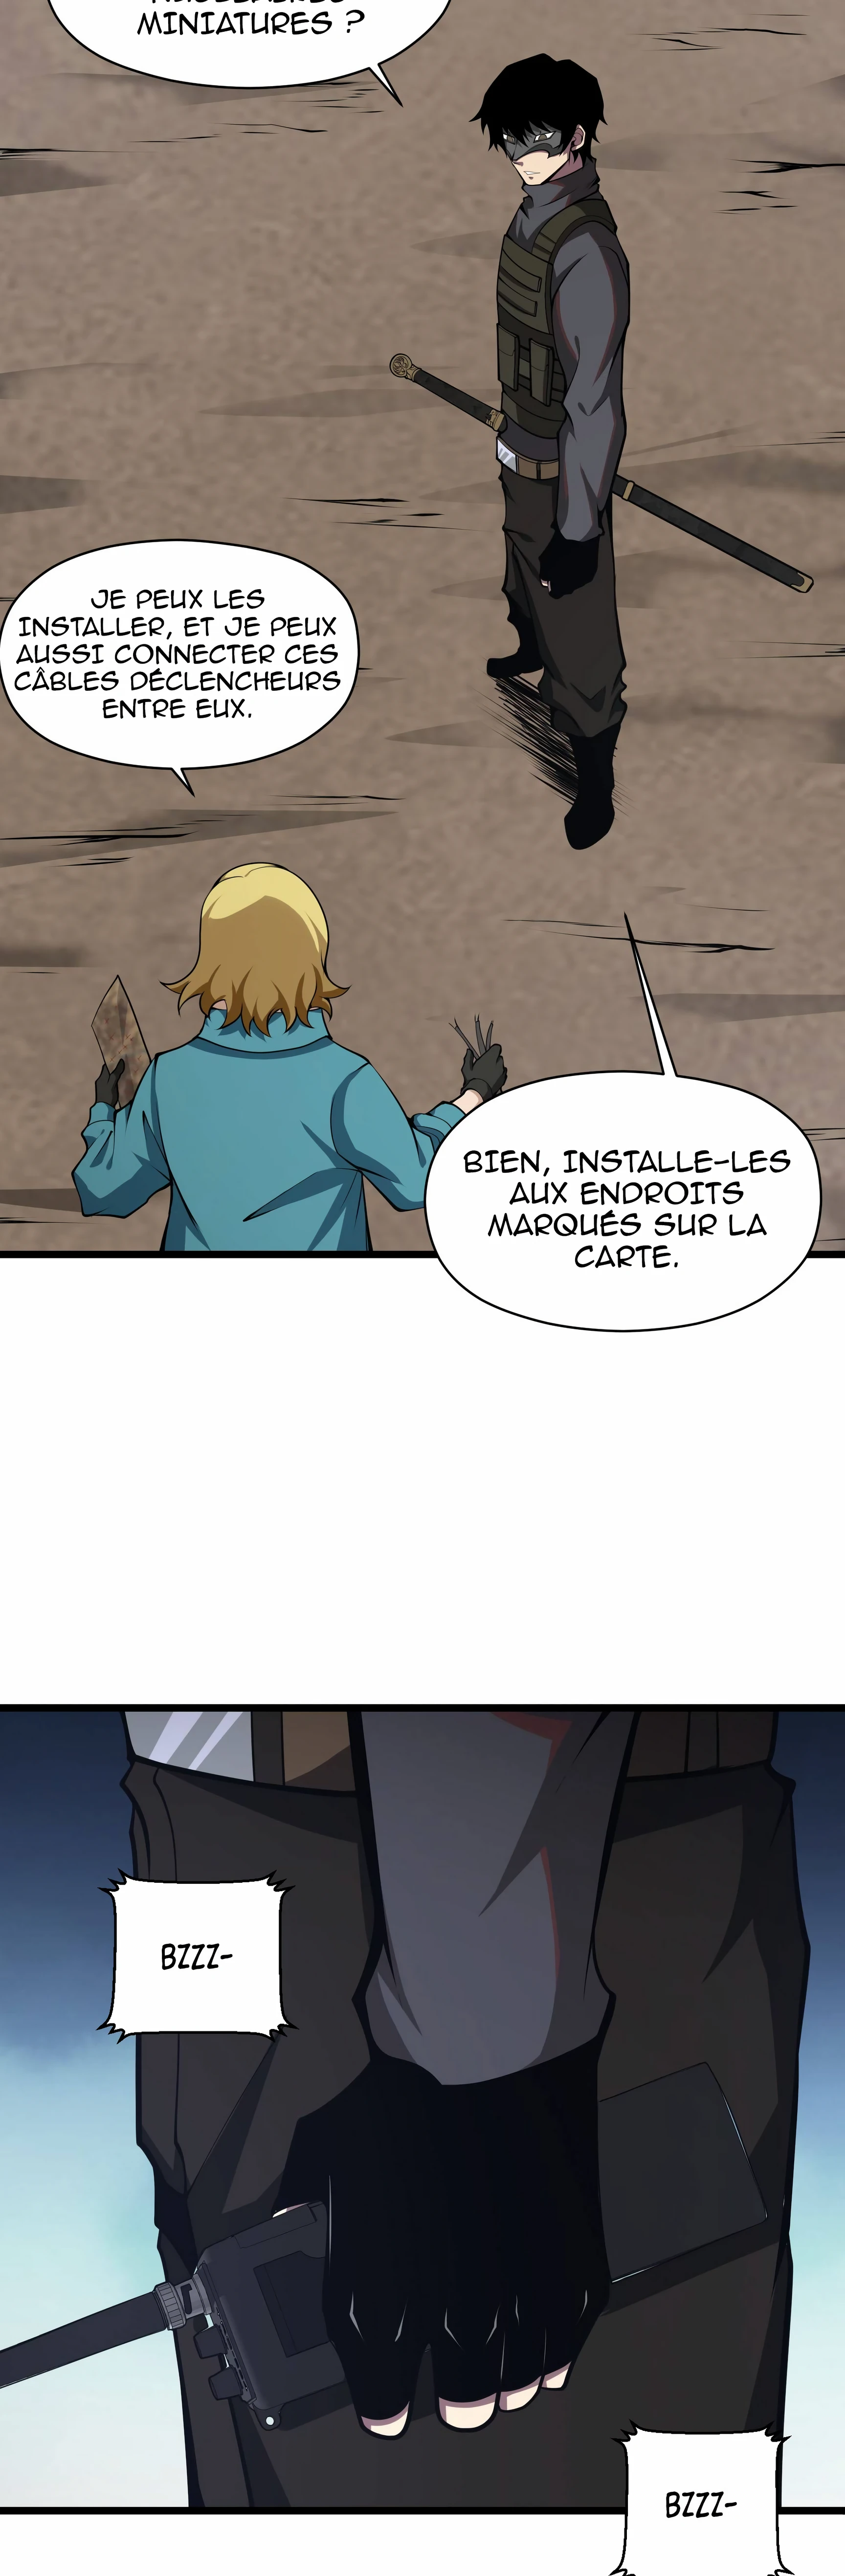 MINIATURES ?
JE PEUX LES
INSTALLER, ET JE PEUX
AUSSI CONNECTER CES
CÂBLES DÉCLENCHEURS
ENTRE EUX.
BIEN, INSTALLE-LES
AUX ENDROITS
MARQUÉS SUR LA
CARTE.
BZZZ-
BZZZ-